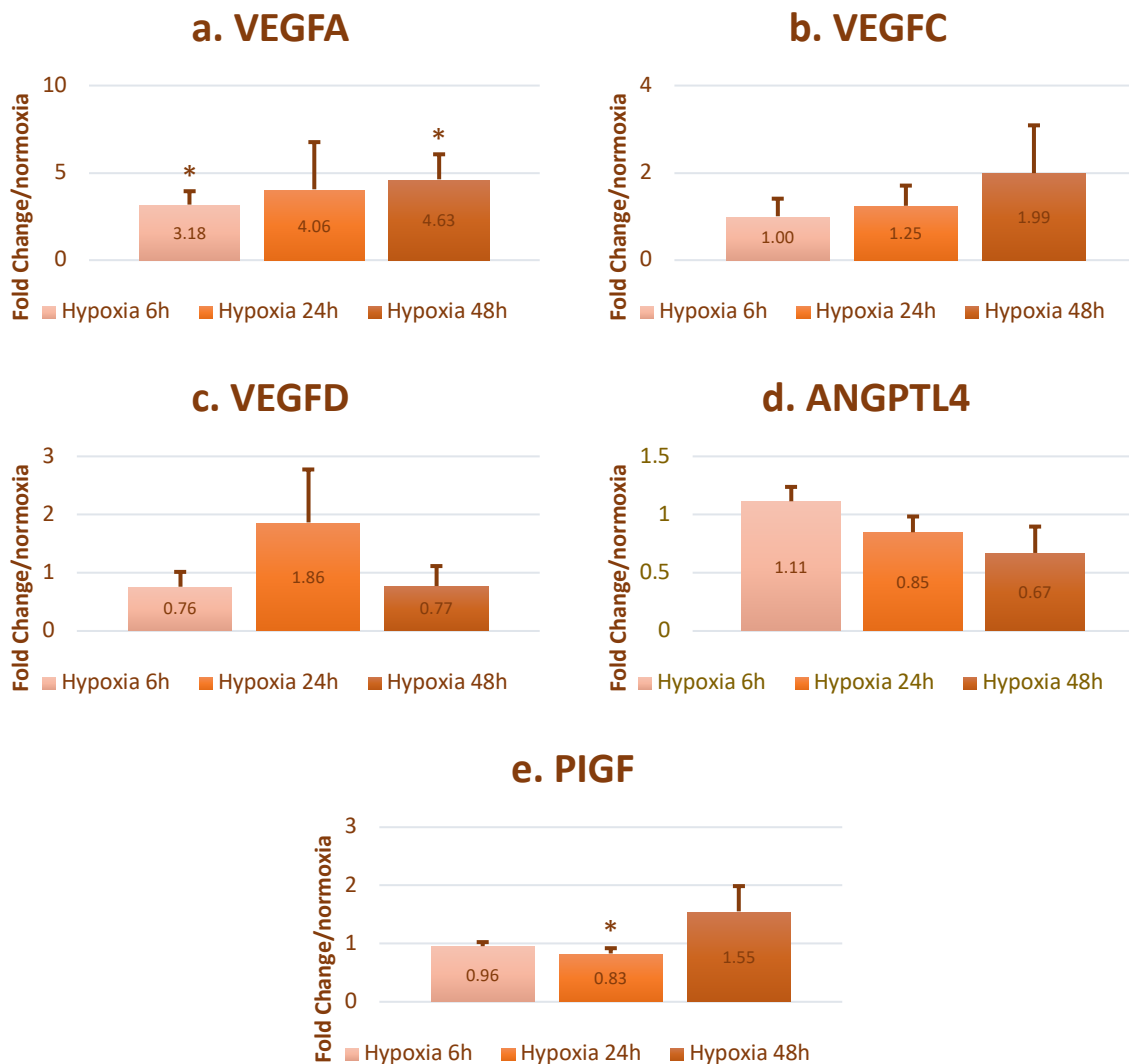 a. VEGFA
Fold Change/normoxia
10
5
0
*
*
3.18
4.06
4.63
Hypoxia 6h Hypoxia 24h Hypoxia 48h
b. VEGFC
Fold Change/normoxia
4
2
0
1.00
1.25
1.99
Hypoxia 6h Hypoxia 24h Hypoxia 48h
c. VEGFD
Fold Change/normoxia
3
2
1
0
0.76
1.86
0.77
Hypoxia 6h Hypoxia 24h Hypoxia 48h
d. ANGPTL4
Fold Change/normoxia
1.5
1
0.5
0
1.11
0.85
0.67
Hypoxia 6h Hypoxia 24h Hypoxia 48h
e. PIGF
Fold Change/normoxia
3
2
1
0
*
0.96
0.83
1.55
Hypoxia 6h Hypoxia 24h Hypoxia 48h